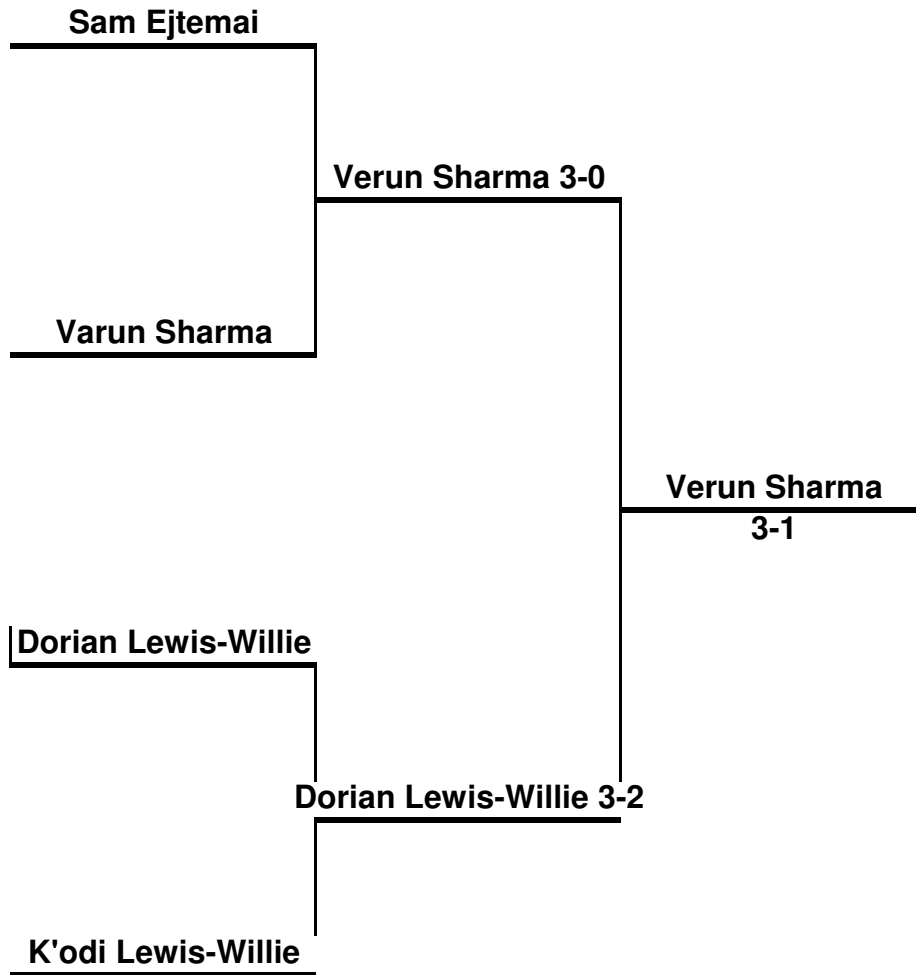 Sam Ejtemai
Verun Sharma 3-0
Varun Sharma
Verun Sharma
3-1
Dorian Lewis-Willie
Dorian Lewis-Willie 3-2
K'odi Lewis-Willie